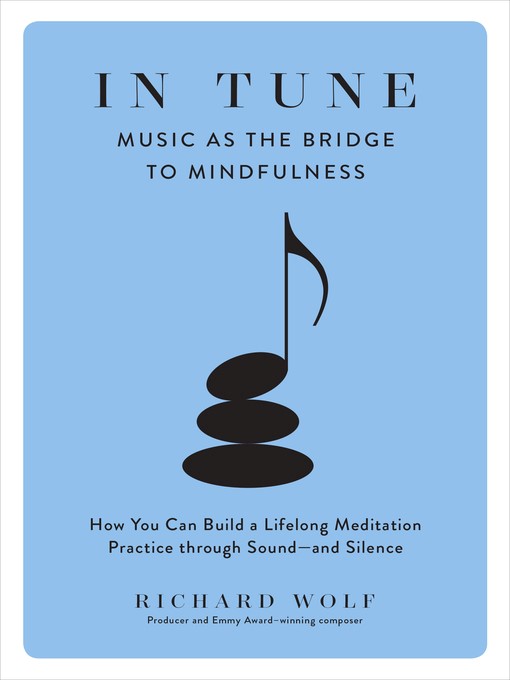 IN TUNE
MUSIC AS THE BRIDGE
TO MINDFULNESS
How You Can Build a Lifelong Meditation
Practice through Sound—and Silence
RICHARD WOLF
Producer and Emmy Award–winning composer